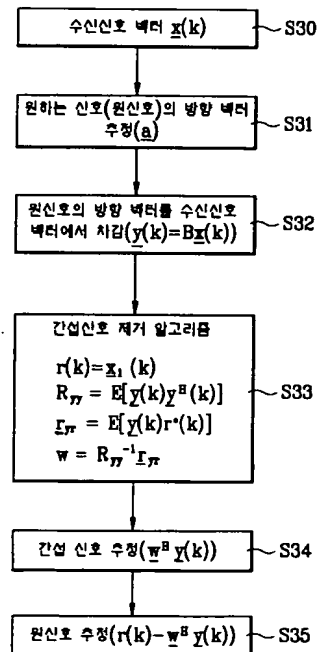 수신신호 벡터 x(k)
S30
원하는 신호(원신호)의 방향 벡터
추정(a)
S31
원신호의 방향 벡터를 수신신호
벡터에서 차감(y(k)=Bx(k))
S32
간섭신호 제거 알고리즘
r(k)=x₁(k)
Ryy = E[y(k)yᴴ(k)]
ryr = E[y(k)r*(k)]
w = Ryy⁻¹ryr
S33
간섭 신호 추정(wᴴ y(k))
S34
원신호 추정(r(k)-wᴴ y(k))
S35